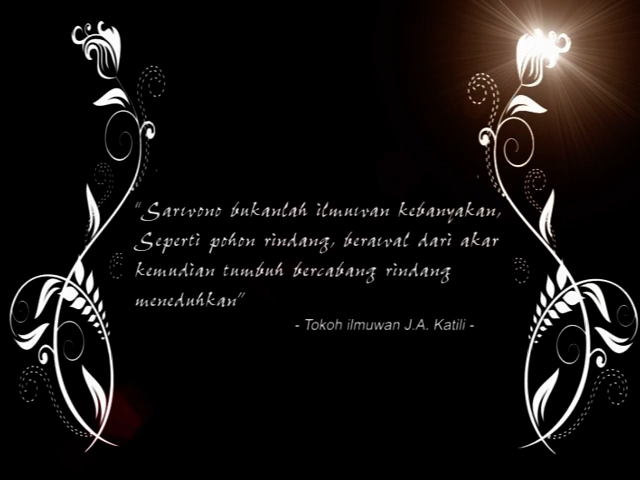 "Sarwono bukanlah ilmuwan kebanyakan,
Seperti pohon rindang, berawal dari akar
kemudian tumbuh bercabang rindang
meneduhkan"
- Tokoh ilmuwan J.A. Katili -